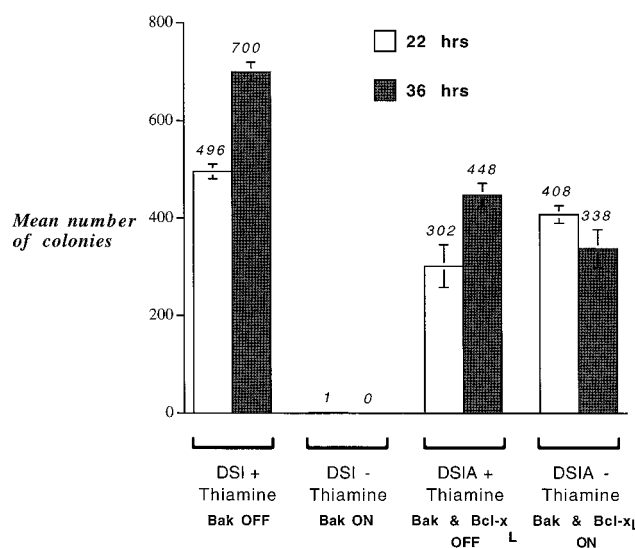 800
600
400
200
0
Mean number
of colonies
22 hrs
36 hrs
496
700
1
0
302
448
408
338
DSI +
Thiamine
Bak OFF
DSI -
Thiamine
Bak ON
DSIA +
Thiamine
Bak & Bcl-xL
OFF
DSIA -
Thiamine
Bak & Bcl-xL
ON